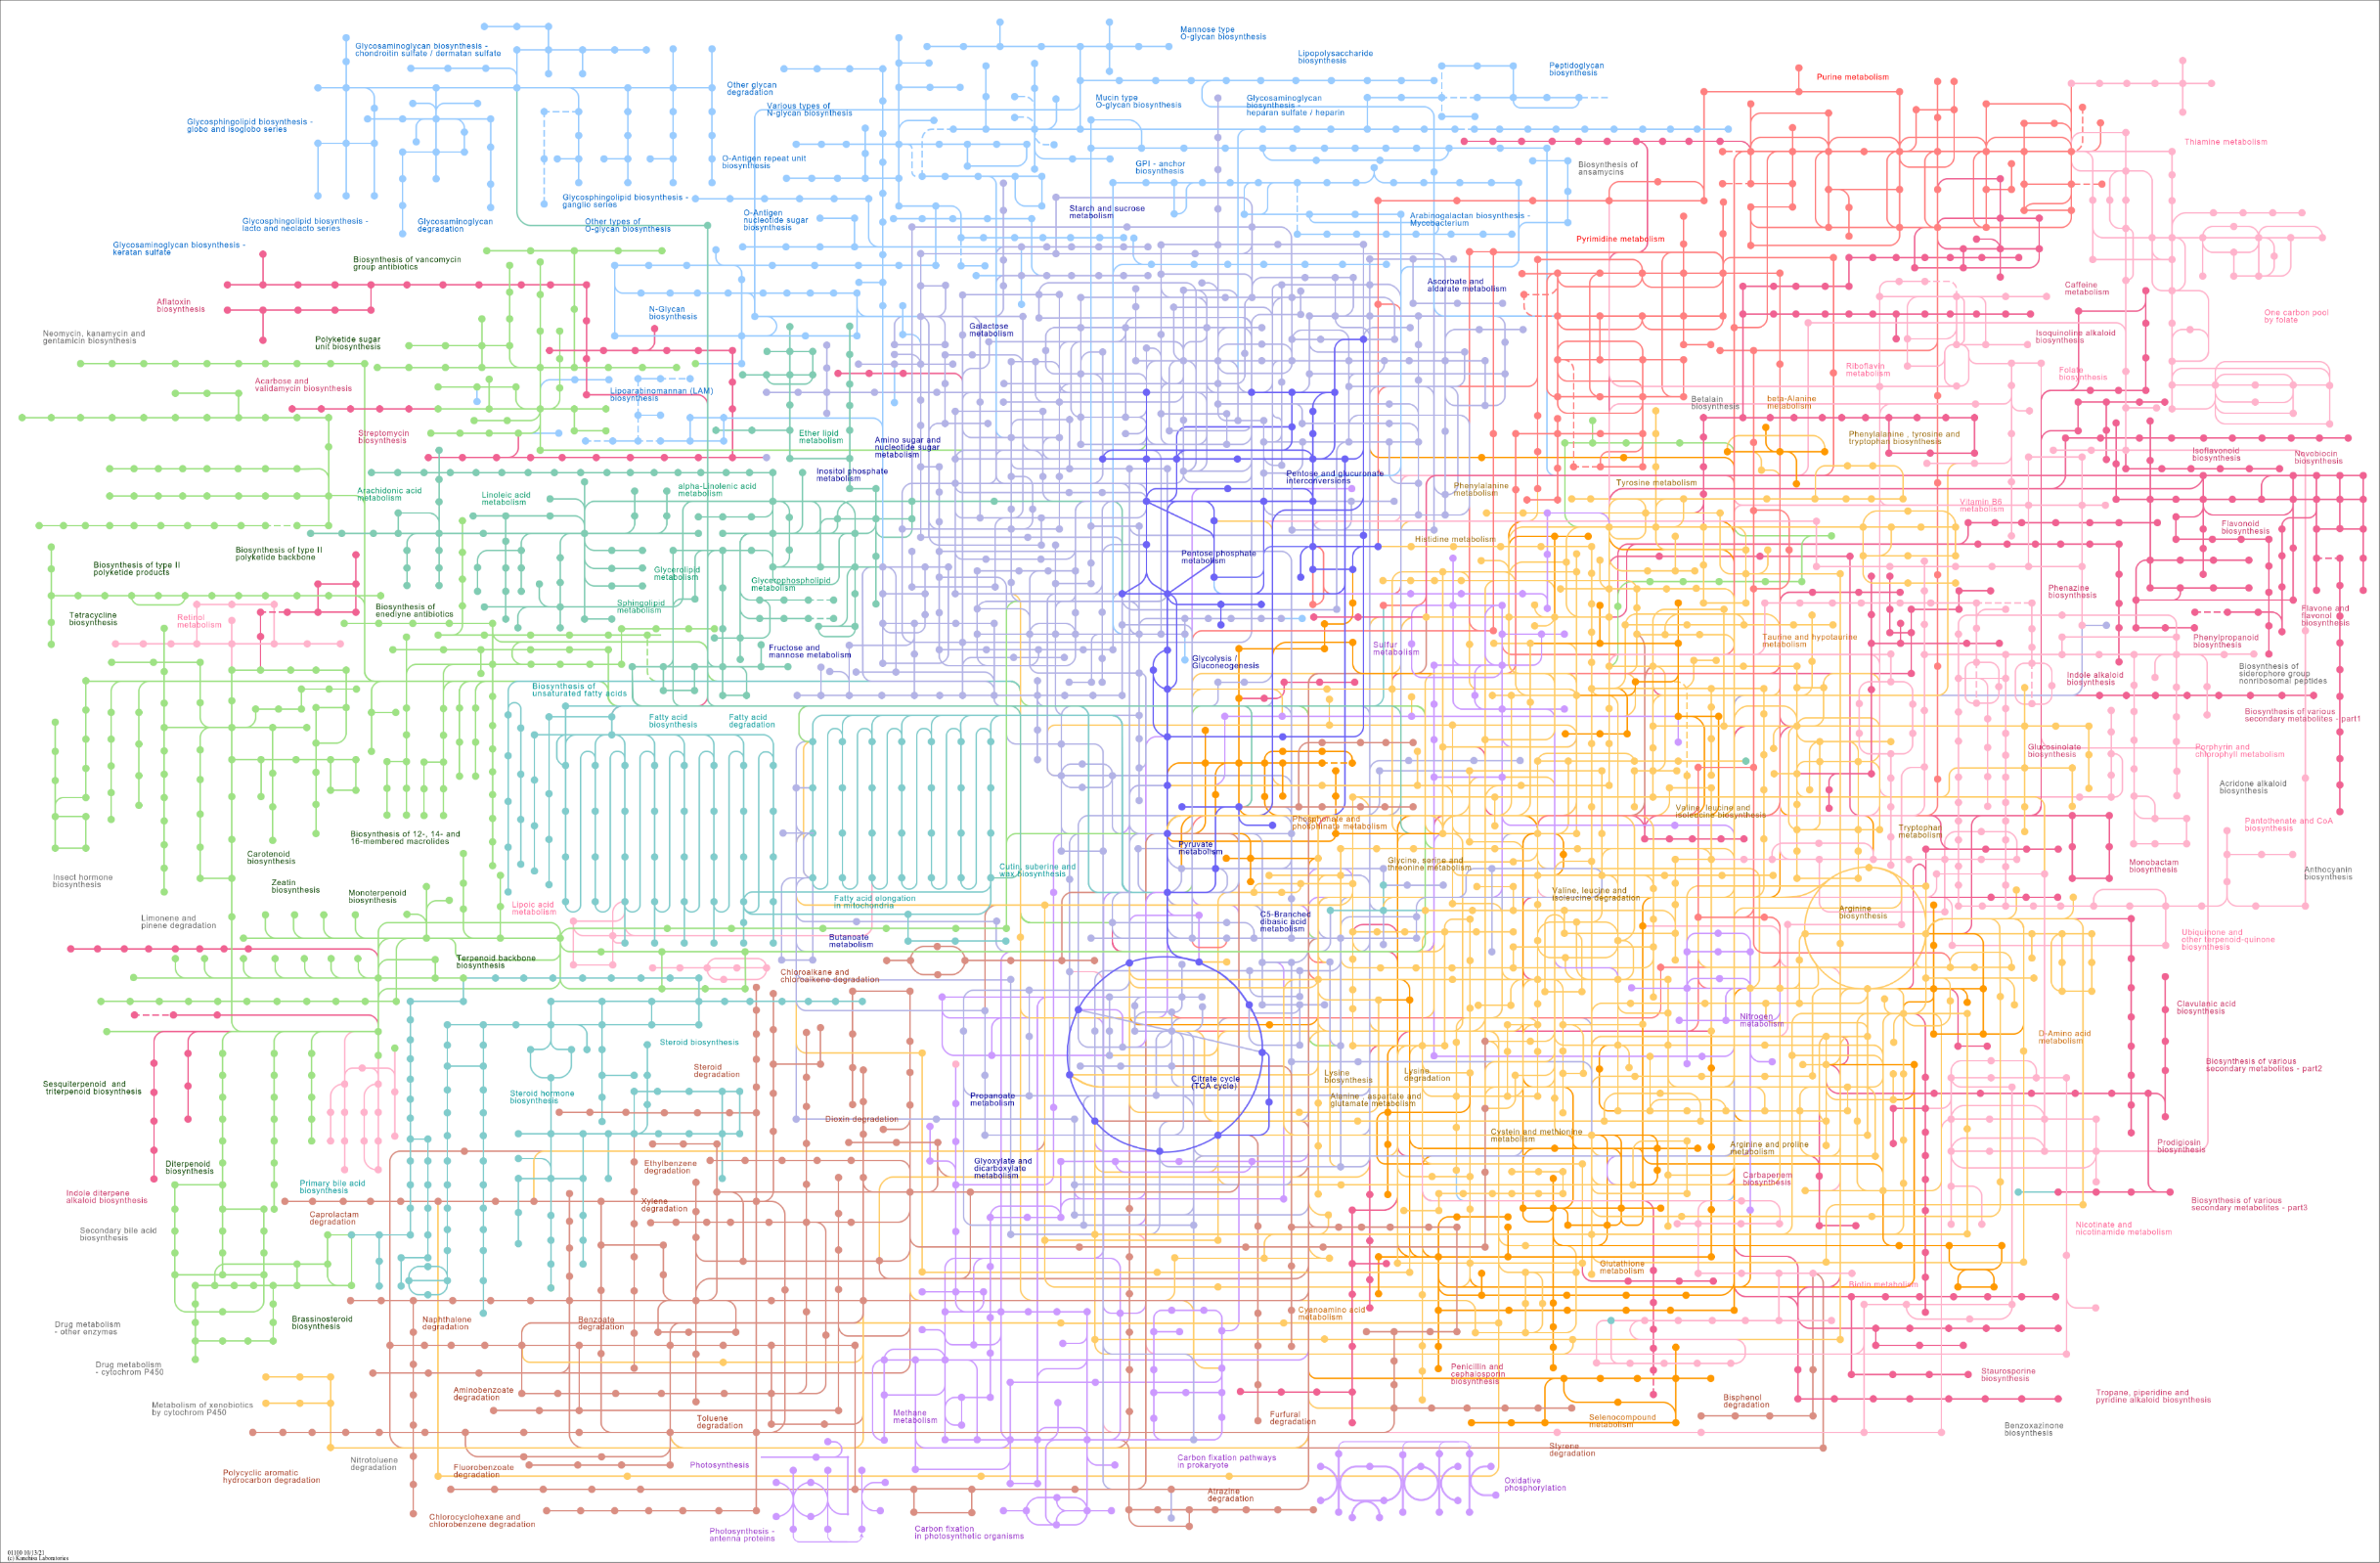 Glycosaminoglycan biosynthesis -
chondroitin sulfate / dermatan sulfate
Mannose type
O-glycan biosynthesis
Lipopolysaccharide
biosynthesis
Peptidoglycan
biosynthesis
Purine metabolism
Other glycan
degradation
Various types of
N-glycan biosynthesis
Mucin type
O-glycan biosynthesis
Glycosaminoglycan
biosynthesis -
heparan sulfate / heparin
Glycosphingolipid biosynthesis -
globo and isoglobo series
Thiamine metabolism
O-Antigen repeat unit
biosynthesis
GPI - anchor
biosynthesis
Biosynthesis of
ansamycins
Glycosphingolipid biosynthesis -
ganglio series
Glycosphingolipid biosynthesis -
lacto and neolacto series
Glycosaminoglycan
degradation
Other types of
O-glycan biosynthesis
O-Antigen
nucleotide sugar
biosynthesis
Starch and sucrose
metabolism
Arabinogalactan biosynthesis -
Mycobacterium
Glycosaminoglycan biosynthesis -
keratan sulfate
Pyrimidine metabolism
Biosynthesis of vancomycin
group antibiotics
Ascorbate and
aldarate metabolism
Caffeine
metabolism
Aflatoxin
biosynthesis
N-Glycan
biosynthesis
One carbon pool
by folate
Neomycin, kanamycin and
gentamicin biosynthesis
Polyketide sugar
unit biosynthesis
Galactose
metabolism
Isoquinoline alkaloid
biosynthesis
Riboflavin
metabolism
Folate
biosynthesis
Acarbose and
validamycin biosynthesis
Lipoarabinomannan (LAM)
biosynthesis
Betalain
biosynthesis
beta-Alanine
metabolism
Streptomycin
biosynthesis
Ether lipid
metabolism
Amino sugar and
nucleotide sugar
metabolism
Phenylalanine , tyrosine and
tryptophan biosynthesis
Isoflavonoid
biosynthesis
Novobiocin
biosynthesis
Inositol phosphate
metabolism
Pentose and glucuronate
interconversions
Arachidonic acid
metabolism
Linoleic acid
metabolism
alpha-Linolenic acid
metabolism
Phenylalanine
metabolism
Tyrosine metabolism
Vitamin B6
metabolism
Flavonoid
biosynthesis
Histidine metabolism
Biosynthesis of type II
polyketide backbone
Biosynthesis of type II
polyketide products
Pentose phosphate
metabolism
Glycerolipid
metabolism
Glycerophospholipid
metabolism
Phenazine
biosynthesis
Sphingolipid
metabolism
Biosynthesis of
enediyne antibiotics
Tetracycline
biosynthesis
Retinol
metabolism
Flavone and
flavonol
biosynthesis
Taurine and hypotaurine
metabolism
Phenylpropanoid
biosynthesis
Fructose and
mannose metabolism
Sulfur
metabolism
Glycolysis /
Gluconeogenesis
Biosynthesis of
siderophore group
nonribosomal peptides
Indole alkaloid
biosynthesis
Biosynthesis of
unsaturated fatty acids
Biosynthesis of various
secondary metabolites - part1
Fatty acid
biosynthesis
Fatty acid
degradation
Glucosinolate
biosynthesis
Porphyrin and
chlorophyll metabolism
Acridone alkaloid
biosynthesis
Valine, leucine and
isoleucine biosynthesis
Phosphonate and
phosphinate metabolism
Pantothenate and CoA
biosynthesis
Tryptophan
metabolism
Biosynthesis of 12-, 14- and
16-membered macrolides
Pyruvate
metabolism
Carotenoid
biosynthesis
Cutin, suberine and
wax biosynthesis
Glycine, serine and
threonine metabolism
Monobactam
biosynthesis
Anthocyanin
biosynthesis
Insect hormone
biosynthesis
Zeatin
biosynthesis
Monoterpenoid
biosynthesis
Valine, leucine and
isoleucine degradation
Lipoic acid
metabolism
Fatty acid elongation
in mitochondria
C5-Branched
dibasic acid
metabolism
Arginine
biosynthesis
Limonene and
pinene degradation
Butanoate
metabolism
Ubiquinone and
other terpenoid-quinone
biosynthesis
Terpenoid backbone
biosynthesis
Chloroalkane and
chloroalkene degradation
Clavulanic acid
biosynthesis
Nitrogen
metabolism
D-Amino acid
metabolism
Steroid biosynthesis
Steroid
degradation
Biosynthesis of various
secondary metabolites - part2
Lysine
biosynthesis
Lysine
degradation
Citrate cycle
(TCA cycle)
Sesquiterpenoid and
triterpenoid biosynthesis
Steroid hormone
biosynthesis
Propanoate
metabolism
Alanine , aspartate and
glutamate metabolism
Dioxin degradation
Cystein and methionine
metabolism
Arginine and proline
metabolism
Prodigiosin
biosynthesis
Diterpenoid
biosynthesis
Ethylbenzene
degradation
Glyoxylate and
dicarboxylate
metabolism
Carbapenem
biosynthesis
Indole diterpene
alkaloid biosynthesis
Primary bile acid
biosynthesis
Xylene
degradation
Biosynthesis of various
secondary metabolites - part3
Caprolactam
degradation
Secondary bile acid
biosynthesis
Nicotinate and
nicotinamide metabolism
Glutathione
metabolism
Biotin metabolism
Cyanoamino acid
metabolism
Drug metabolism
- other enzymes
Brassinosteroid
biosynthesis
Naphthalene
degradation
Benzoate
degradation
Drug metabolism
- cytochrom P450
Penicillin and
cephalosporin
biosynthesis
Staurosporine
biosynthesis
Aminobenzoate
degradation
Tropane, piperidine and
pyridine alkaloid biosynthesis
Bisphenol
degradation
Metabolism of xenobiotics
by cytochrom P450
Toluene
degradation
Methane
metabolism
Furfural
degradation
Selenocompound
metabolism
Benzoxazinone
biosynthesis
Styrene
degradation
Nitrotoluene
degradation
Fluorobenzoate
degradation
Photosynthesis
Carbon fixation pathways
in prokaryote
Polycyclic aromatic
hydrocarbon degradation
Oxidative
phosphorylation
Atrazine
degradation
Chlorocyclohexane and
chlorobenzene degradation
Photosynthesis -
antenna proteins
Carbon fixation
in photosynthetic organisms
01100 10/13/21
(c) Kanehisa Laboratories